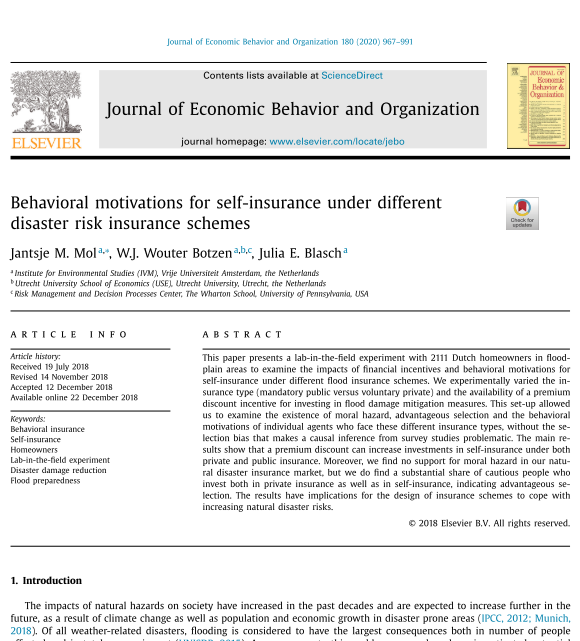 Journal of Economic Behavior and Organization 180 (2020) 967–991
Contents lists available at ScienceDirect
Journal of Economic Behavior and Organization
journal homepage: www.elsevier.com/locate/jebo
ELSEVIER
JOURNAL OF
Economic
Behavior &
Organization
Behavioral motivations for self-insurance under different
disaster risk insurance schemes
Check for
updates
Jantsje M. Mol a,*, W.J. Wouter Botzen a,b,c, Julia E. Blasch a
a Institute for Environmental Studies (IVM), Vrije Universiteit Amsterdam, the Netherlands
b Utrecht University School of Economics (USE), Utrecht University, Utrecht, the Netherlands
c Risk Management and Decision Processes Center, The Wharton School, University of Pennsylvania, USA
ARTICLE INFO
Article history:
Received 19 July 2018
Revised 14 November 2018
Accepted 12 December 2018
Available online 22 December 2018
Keywords:
Behavioral insurance
Self-insurance
Homeowners
Lab-in-the-field experiment
Disaster damage reduction
Flood preparedness
ABSTRACT
This paper presents a lab-in-the-field experiment with 2111 Dutch homeowners in flood-
plain areas to examine the impacts of financial incentives and behavioral motivations for
self-insurance under different flood insurance schemes. We experimentally varied the in-
surance type (mandatory public versus voluntary private) and the availability of a premium
discount incentive for investing in flood damage mitigation measures. This set-up allowed
us to examine the existence of moral hazard, advantageous selection and the behavioral
motivations of individual agents who face these different insurance types, without the se-
lection bias that makes a causal inference from survey studies problematic. The main re-
sults show that a premium discount can increase investments in self-insurance under both
private and public insurance. Moreover, we find no support for moral hazard in our natu-
ral disaster insurance market, but we do find a substantial share of cautious people who
invest both in private insurance as well as in self-insurance, indicating advantageous se-
lection. The results have implications for the design of insurance schemes to cope with
increasing natural disaster risks.
© 2018 Elsevier B.V. All rights reserved.
1. Introduction
The impacts of natural hazards on society have increased in the past decades and are expected to increase further in the
future, as a result of climate change as well as population and economic growth in disaster prone areas (IPCC, 2012; Munich,
2018). Of all weather-related disasters, flooding is considered to have the largest consequences both in number of people